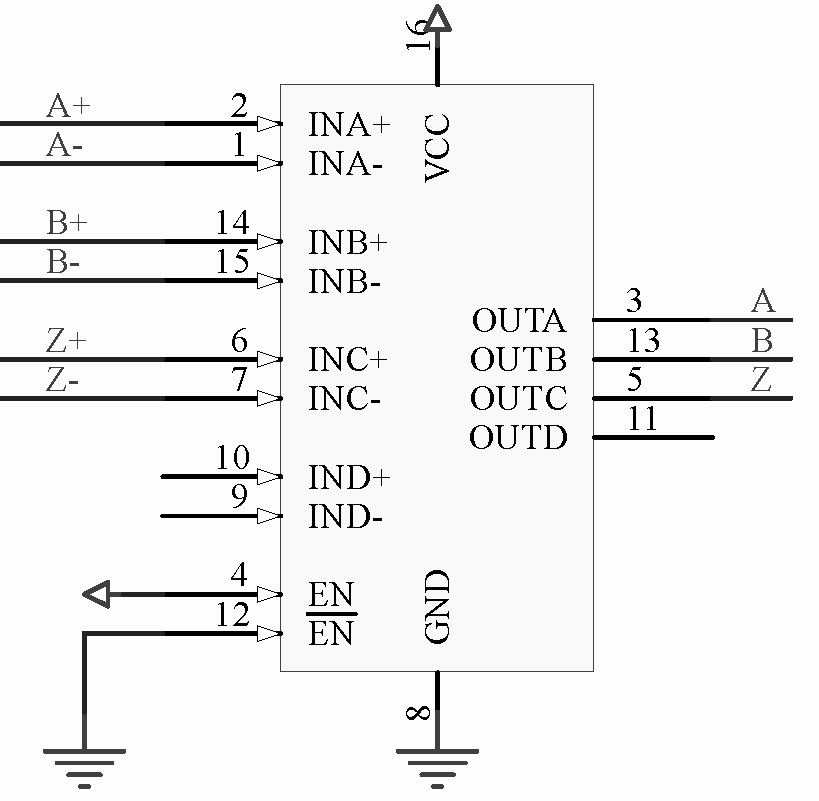 16
A+ 2 INA+ VCC
A- 1 INA-
B+ 14 INB+
B- 15 INB-
OUTA 3 A
Z+ 6 INC+ OUTB 13 B
Z- 7 INC- OUTC 5 Z
OUTD 11
10 IND+
9 IND-
4 EN GND
12 EN
8